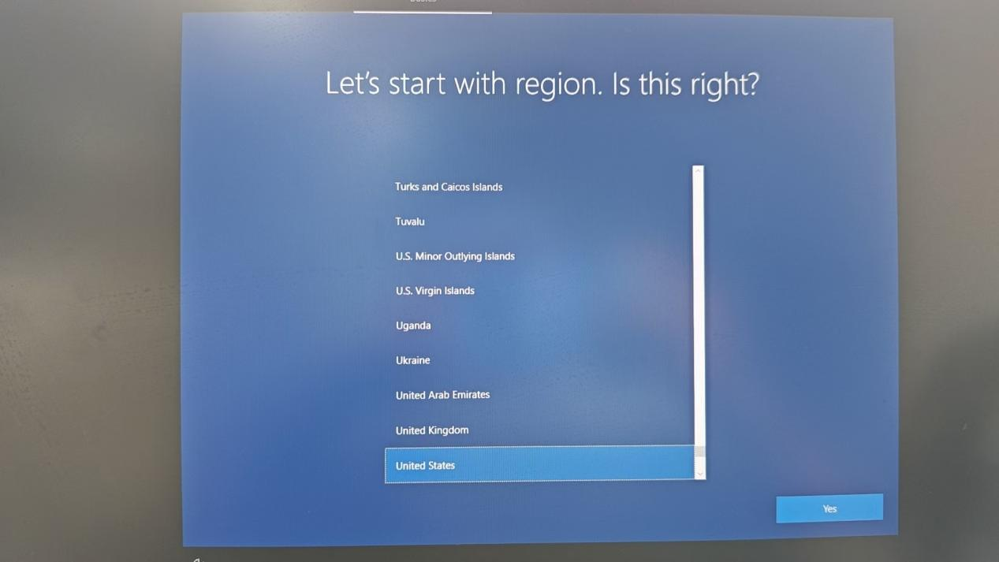 Let's start with region. Is this right?
Turks and Caicos Islands
Tuvalu
U.S. Minor Outlying Islands
U.S. Virgin Islands
Uganda
Ukraine
United Arab Emirates
United Kingdom
United States
Yes